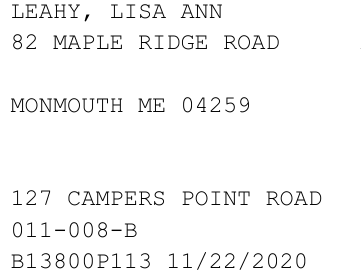 LEAHY, LISA ANN
82 MAPLE RIDGE ROAD
MONMOUTH ME 04259
127 CAMPERS POINT ROAD
011-008-B
B13800P113 11/22/2020